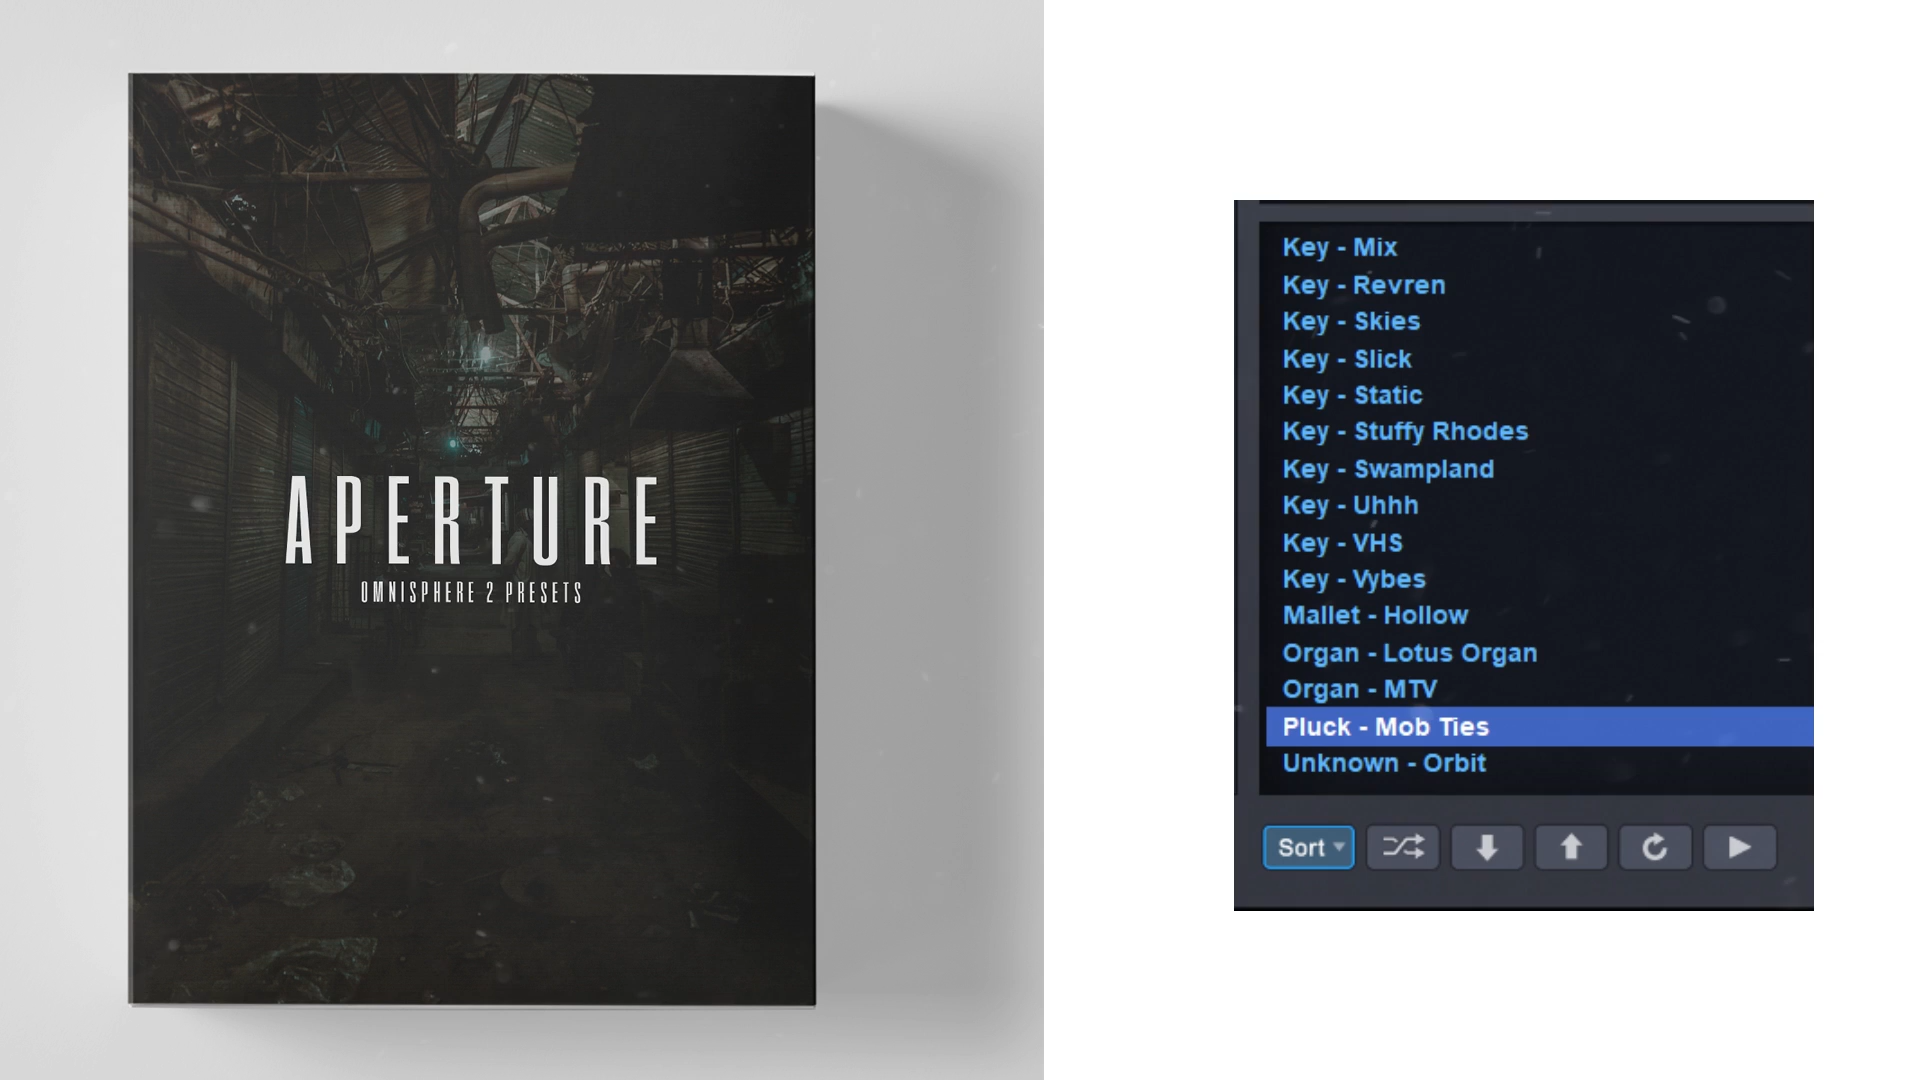 APERTURE
OMNISPHERE 2 PRESETS
Key - Mix
Key - Revren
Key - Skies
Key - Slick
Key - Static
Key - Stuffy Rhodes
Key - Swampland
Key - Uhhh
Key - VHS
Key - Vybes
Mallet - Hollow
Organ - Lotus Organ
Organ - MTV
Pluck - Mob Ties
Unknown - Orbit
Sort